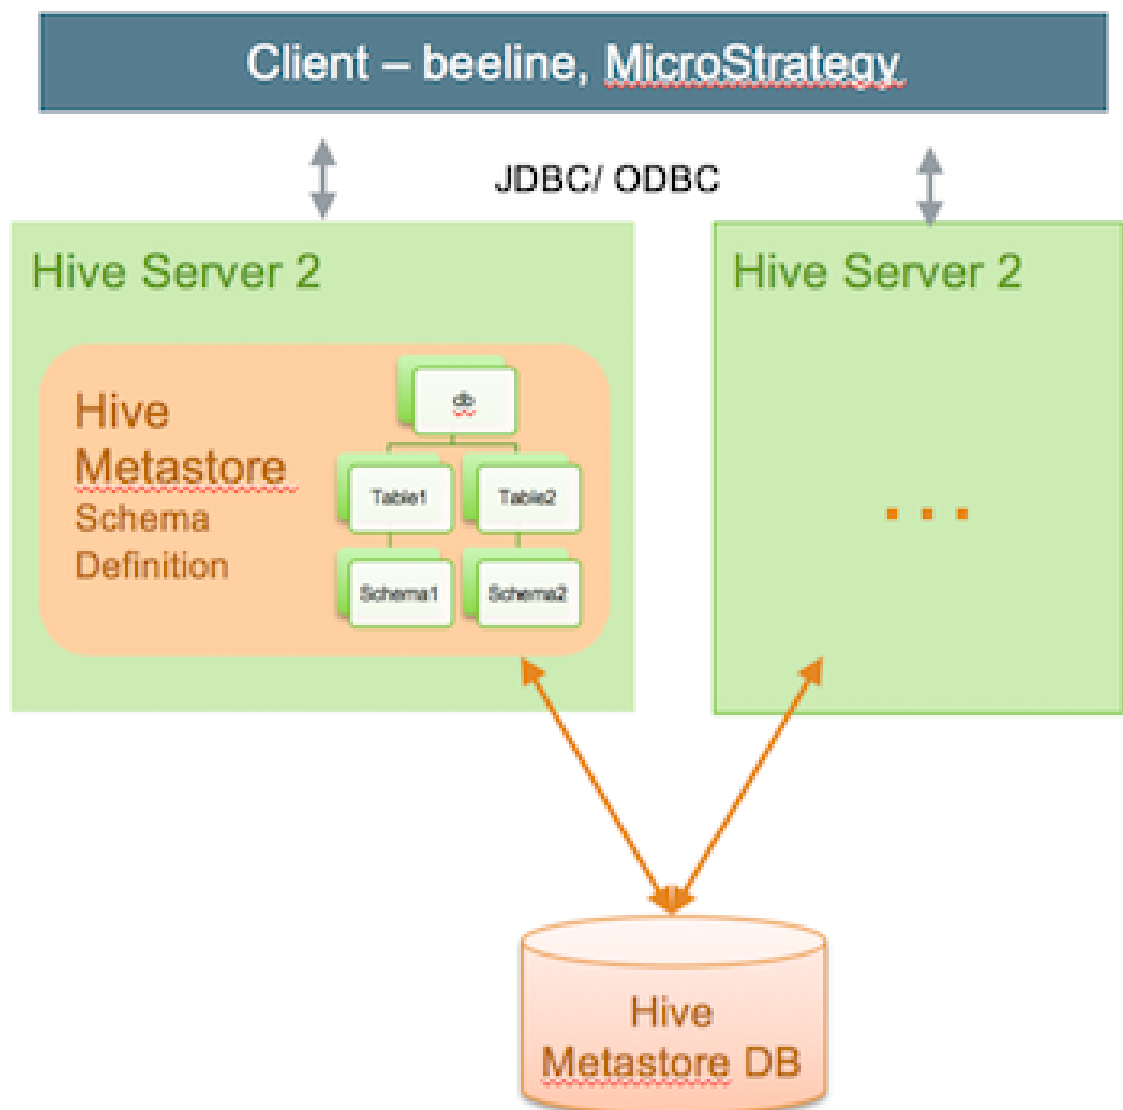 Client – beeline, MicroStrategy
JDBC/ ODBC
Hive Server 2
Hive
Metastore
Schema
Definition
db
Table1
Table2
Schema1
Schema2
Hive Server 2
...
Hive
Metastore DB